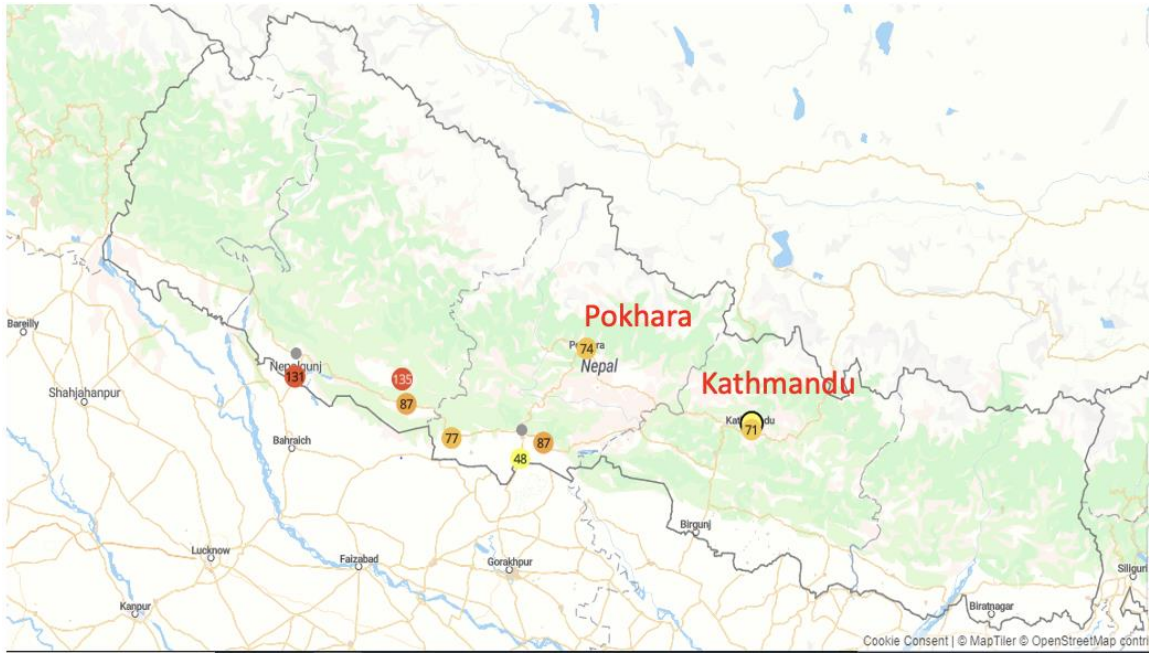 Pokhara
74
Nepal
Kathmandu
71
Bareilly
Nepalgunj
131
135
87
Shahjahanpur
77
87
48
Bahraich
Birgunj
Lucknow
Faizabad
Gorakhpur
Siliguri
Kanpur
Biratnagar
Cookie Consent | © MapTiler © OpenStreetMap contri